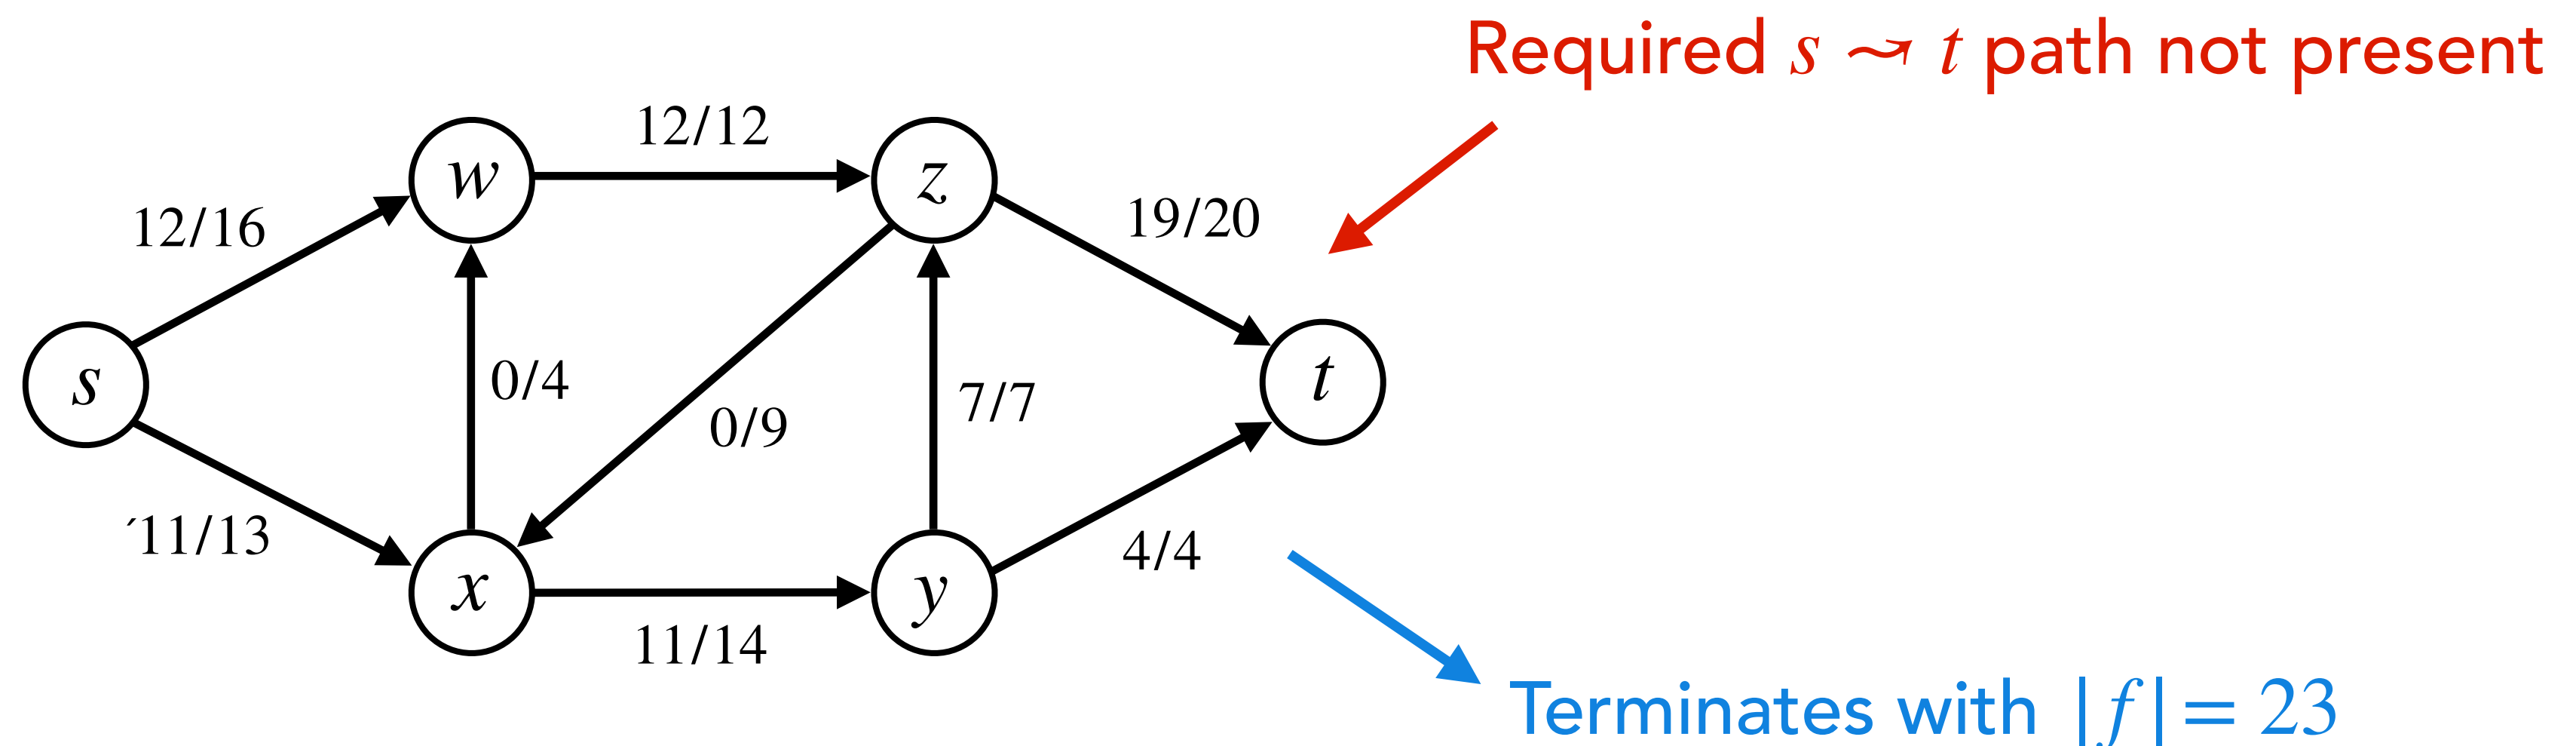 Required s ⇝ t path not present
12/12
w
z
12/16
19/20
s
0/4
0/9
7/7
t
´11/13
4/4
x
y
11/14
Terminates with |f| = 23